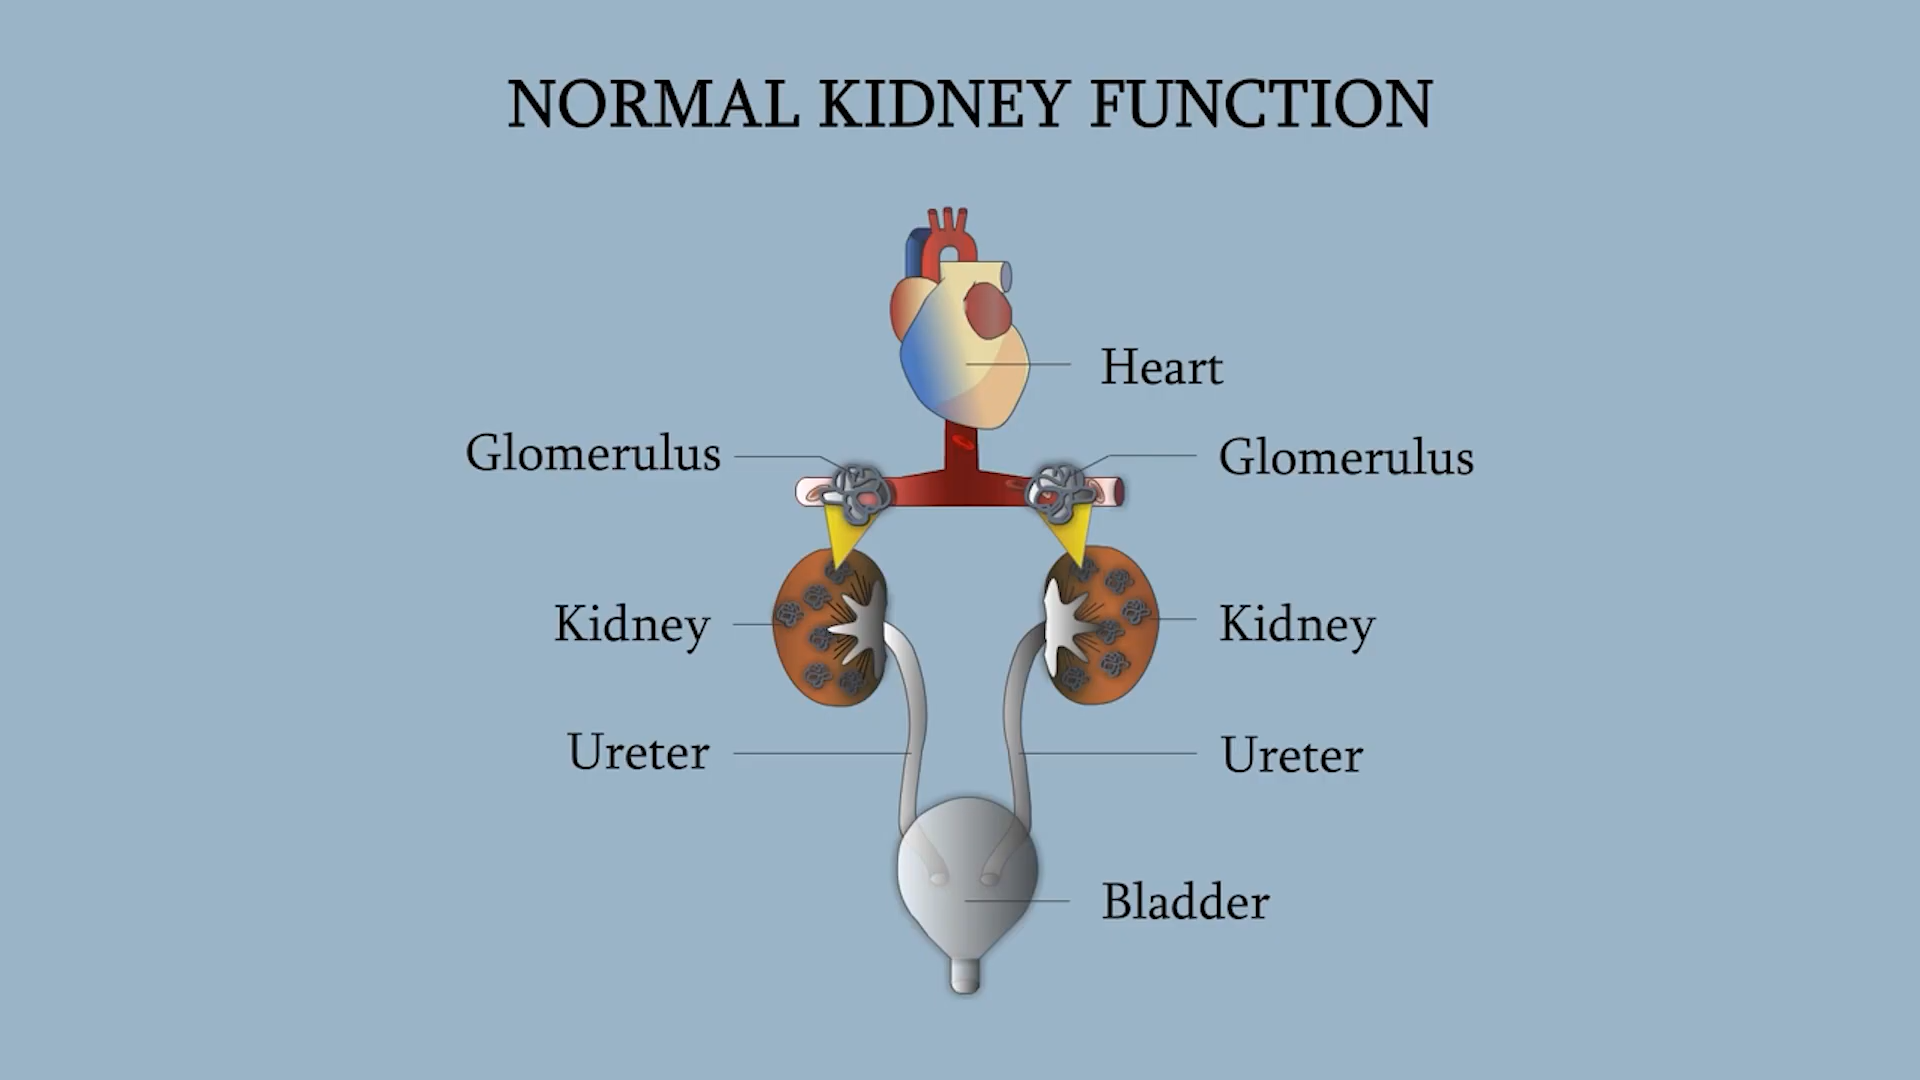 NORMAL KIDNEY FUNCTION
Heart
Glomerulus
Glomerulus
Kidney
Kidney
Ureter
Ureter
Bladder